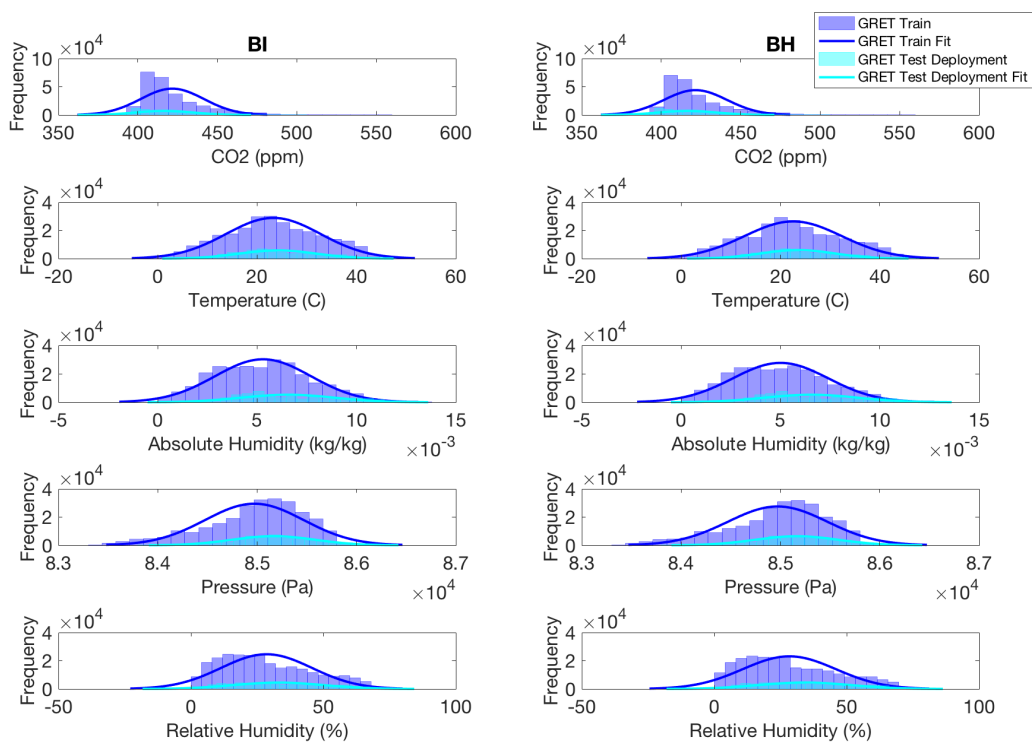 BI
×10^4
10
5
0
Frequency
350 400 450 500 550 600
CO2 (ppm)
×10^4
4
2
0
Frequency
-20 0 20 40 60
Temperature (C)
×10^4
4
2
0
Frequency
-5 0 5 10 15
Absolute Humidity (kg/kg)
×10^-3
×10^4
4
2
0
Frequency
8.3 8.4 8.5 8.6 8.7
Pressure (Pa)
×10^4
×10^4
4
2
0
Frequency
-50 0 50 100
Relative Humidity (%)
BH
GRET Train
GRET Train Fit
GRET Test Deployment
GRET Test Deployment Fit
×10^4
10
5
0
Frequency
350 400 450 500 550 600
CO2 (ppm)
×10^4
4
2
0
Frequency
-20 0 20 40 60
Temperature (C)
×10^4
4
2
0
Frequency
-5 0 5 10 15
Absolute Humidity (kg/kg)
×10^-3
×10^4
4
2
0
Frequency
8.3 8.4 8.5 8.6 8.7
Pressure (Pa)
×10^4
×10^4
4
2
0
Frequency
-50 0 50 100
Relative Humidity (%)